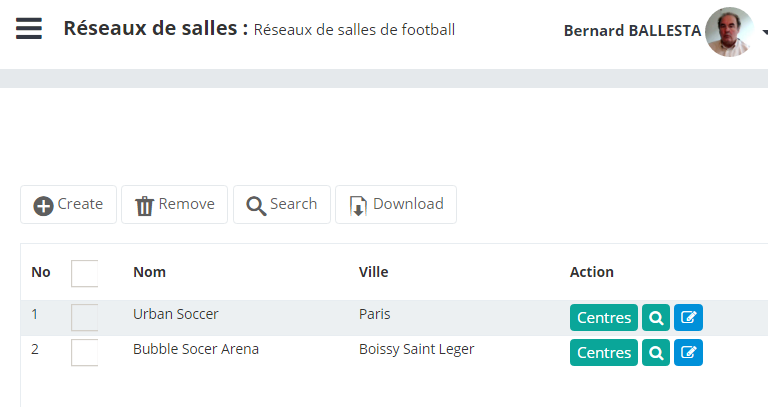 Réseaux de salles : Réseaux de salles de football
Bernard BALLESTA
Create Remove Search Download
No Nom Ville Action
1 Urban Soccer Paris Centres
2 Bubble Socer Arena Boissy Saint Leger Centres